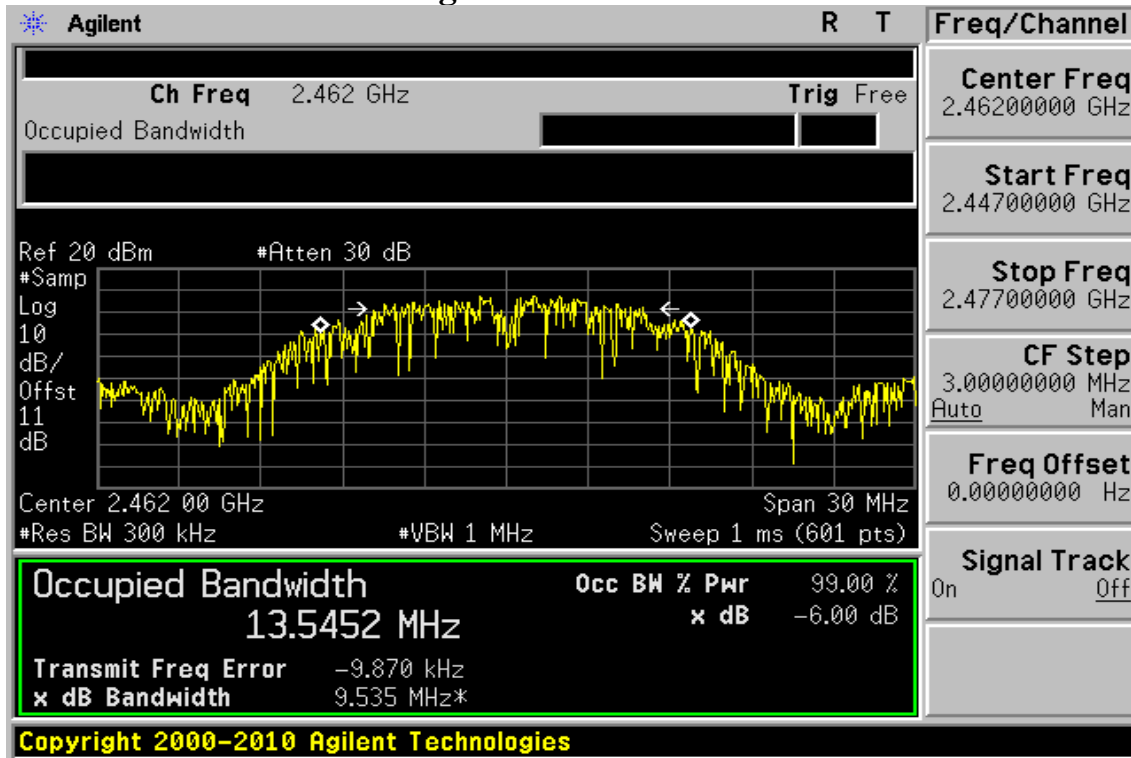 Agilent R T
Freq/Channel
Ch Freq 2.462 GHz Trig Free
Occupied Bandwidth
Center Freq
2.46200000 GHz
Start Freq
2.44700000 GHz
Stop Freq
2.47700000 GHz
CF Step
3.00000000 MHz
Auto Man
Freq Offset
0.00000000 Hz
Signal Track
On Off
Ref 20 dBm #Atten 30 dB
#Samp
Log
10
dB/
Offst
11
dB
Center 2.462 00 GHz Span 30 MHz
#Res BW 300 kHz #VBW 1 MHz Sweep 1 ms (601 pts)
Occupied Bandwidth
13.5452 MHz
Occ BW % Pwr 99.00 %
x dB -6.00 dB
Transmit Freq Error -9.870 kHz
x dB Bandwidth 9.535 MHz*
Copyright 2000-2010 Agilent Technologies